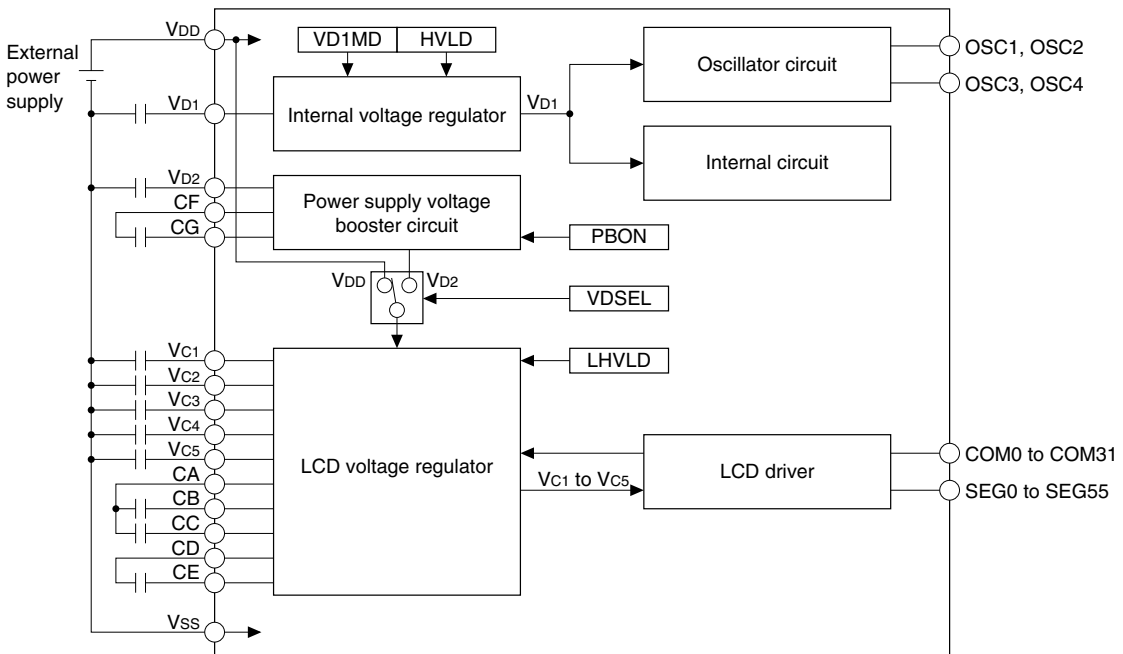 External
power
supply
VDD
VD1MD
HVLD
Oscillator circuit
OSC1, OSC2
OSC3, OSC4
VD1
Internal voltage regulator
VD1
Internal circuit
VD2
CF
CG
Power supply voltage
booster circuit
PBON
VDD
VD2
VDSEL
VC1
VC2
VC3
VC4
VC5
CA
CB
CC
CD
CE
LCD voltage regulator
LHVLD
VC1 to VC5
LCD driver
COM0 to COM31
SEG0 to SEG55
VSS